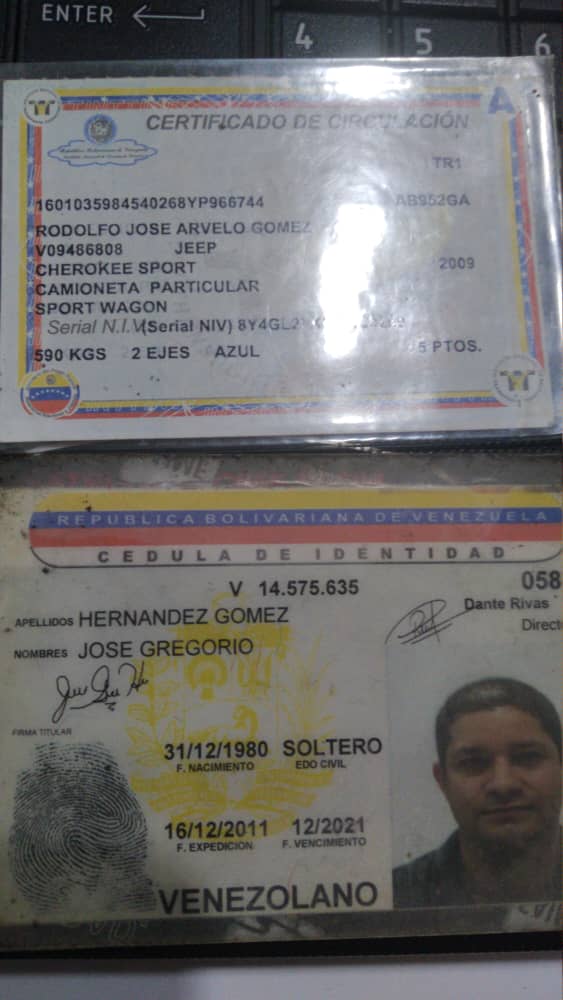 ENTER
4
5
6
A
CERTIFICADO DE CIRCULACIÓN
TR1
1601035984540268YP966744 AB952GA
RODOLFO JOSE ARVELO GOMEZ
V09486808 JEEP
CHEROKEE SPORT 2009
CAMIONETA PARTICULAR
SPORT WAGON
Serial N.I.V. (Serial NIV) 8Y4GL2
590 KGS 2 EJES AZUL 5 PTOS.
REPUBLICA BOLIVARIANA DE VENEZUELA
CEDULA DE IDENTIDAD
V 14.575.635 058
Dante Rivas
Direct
APELLIDOS HERNANDEZ GOMEZ
NOMBRES JOSE GREGORIO
FIRMA TITULAR
31/12/1980 SOLTERO
F. NACIMIENTO EDO CIVIL
16/12/2011 12/2021
F. EXPEDICION F. VENCIMIENTO
VENEZOLANO